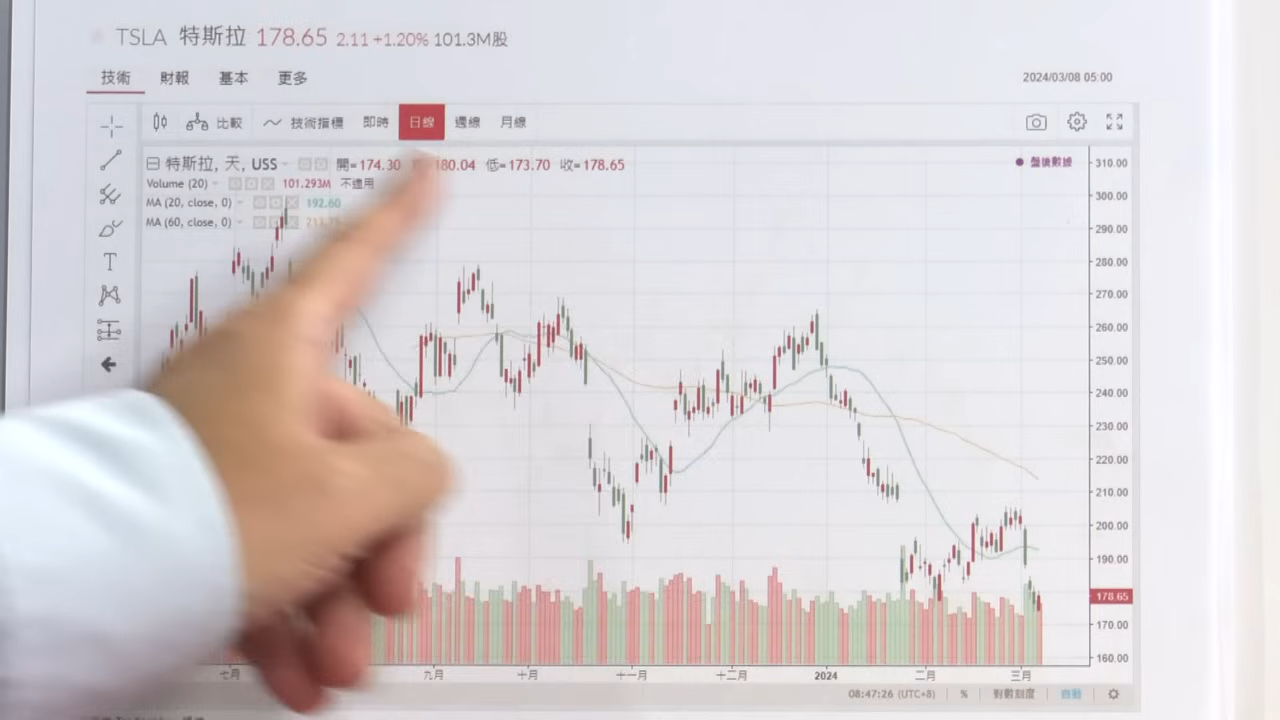 TSLA 特斯拉 178.65 2.11 +1.20% 101.3M股
技術 財報 基本 更多
2024/03/08 05:00
比較 技術指標 即時 日線 週線 月線
特斯拉, 天, USS 開=174.30 180.04 低=173.70 收=178.65
盤後數據
Volume (20) 101.293M 不適用
MA (20, close, 0) 192.60
MA (60, close, 0)
310.00
300.00
290.00
280.00
270.00
260.00
250.00
240.00
230.00
220.00
210.00
200.00
190.00
178.65
170.00
160.00
七月 九月 十月 十一月 十二月 2024 二月 三月
08:47:26 (UTC+8) % 對數刻度 自動